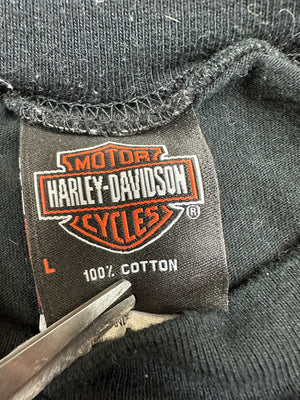 MOTOR
HARLEY-DAVIDSON
CYCLES ®
L
100% COTTON